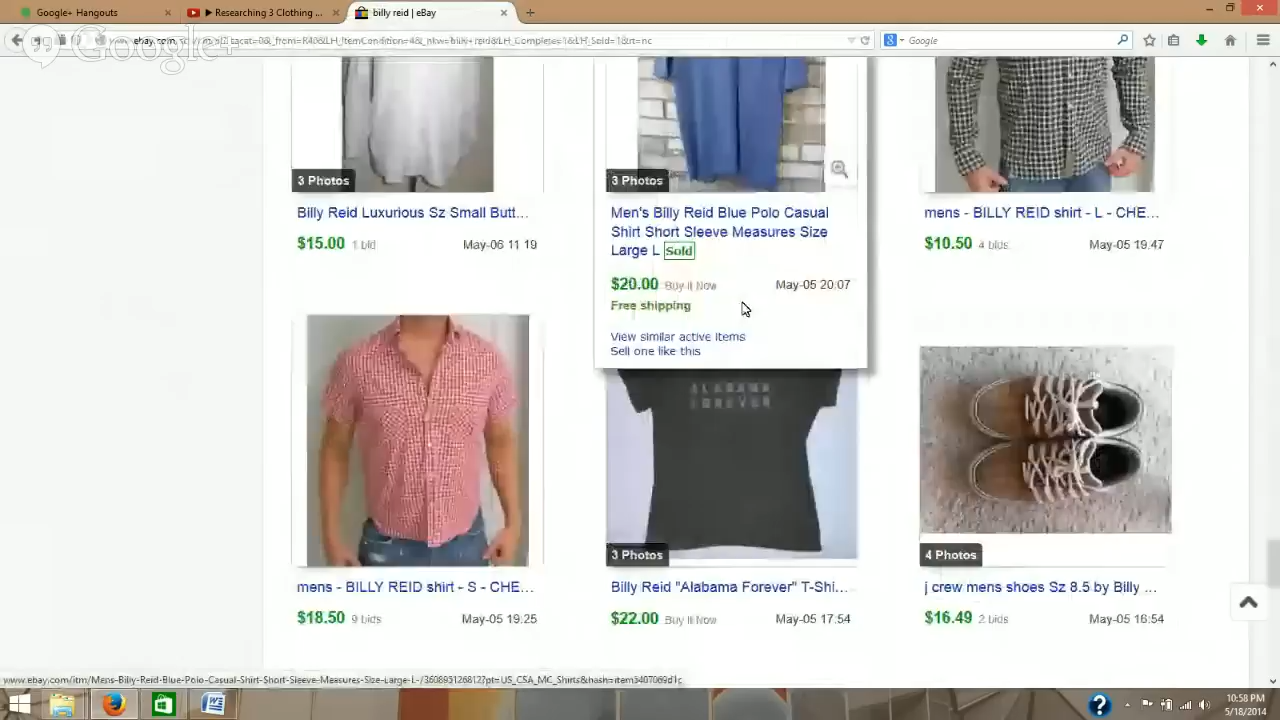 Google+ Hangouts
Researching 3 Clothing ...
billy reid | eBay
Google+
Google
3 Photos
3 Photos
Billy Reid Luxurious Sz Small Butt...
$15.00 1 bid May-06 11 19
Men's Billy Reid Blue Polo Casual
Shirt Short Sleeve Measures Size
Large L Sold
$20.00 Buy It Now May-05 20:07
Free shipping
View similar active items
Sell one like this
mens - BILLY REID shirt - L - CHE...
$10.50 4 bids May-05 19.47
ALABAMA
FOREVER
3 Photos
4 Photos
mens - BILLY REID shirt - S - CHE...
$18.50 9 bids May-05 19:25
Billy Reid "Alabama Forever" T-Shi...
$22.00 Buy It Now May-05 17:54
j crew mens shoes Sz 8.5 by Billy ...
$16.49 2 bids May-05 16:54
10:58 PM
5/18/2014